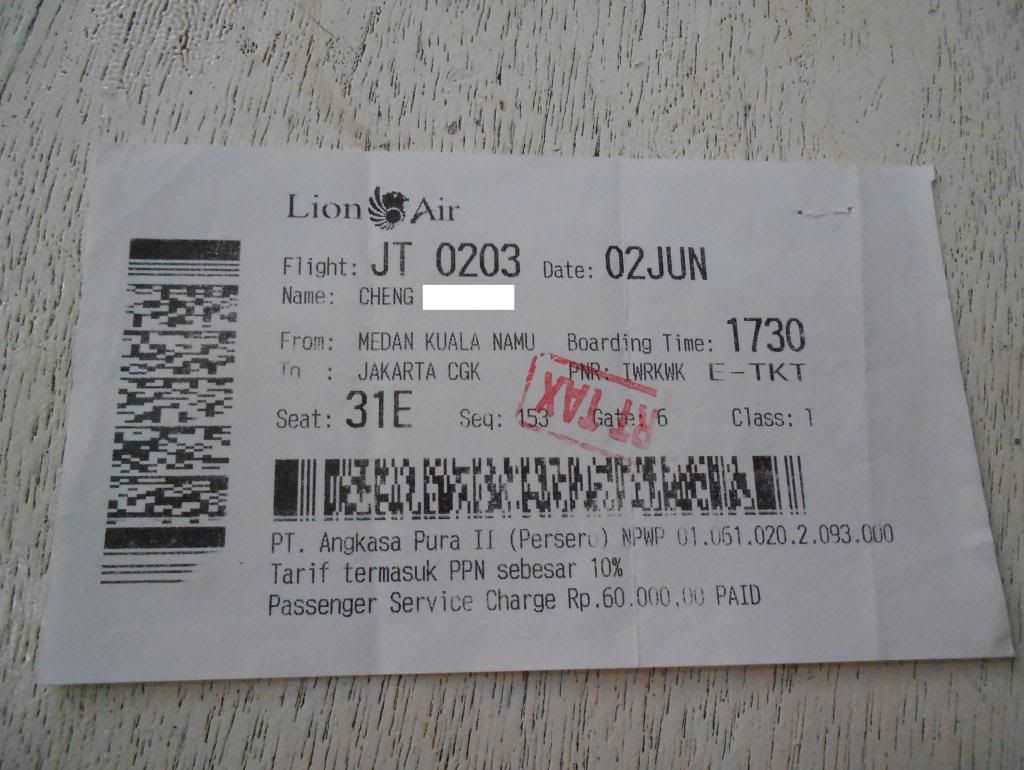 Lion Air
Flight: JT 0203 Date: 02JUN
Name: CHENG
From: MEDAN KUALA NAMU Boarding Time: 1730
To : JAKARTA CGK PNR: IWRKWK E-TKT
RT TAX
Seat: 31E Seq: 153 Gate: 6 Class: 1
PT. Angkasa Pura II (Persero) NPWP 01.061.020.2.093.000
Tarif termasuk PPN sebesar 10%
Passenger Service Charge Rp.60.000,00 PAID